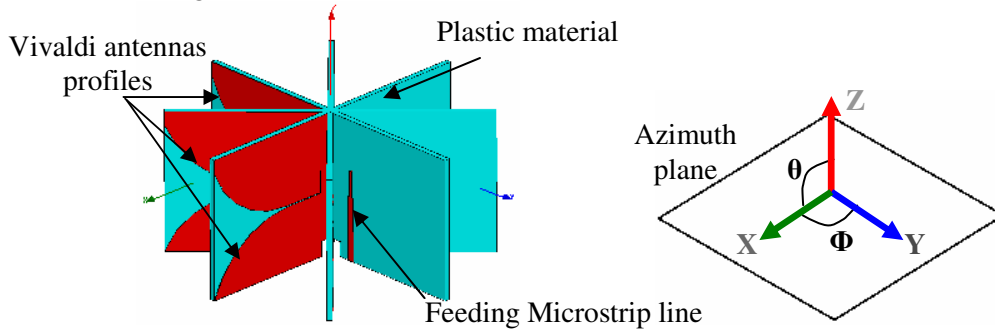 Vivaldi antennas
profiles
Plastic material
Feeding Microstrip line
Azimuth
plane
Z
θ
X
Φ
Y